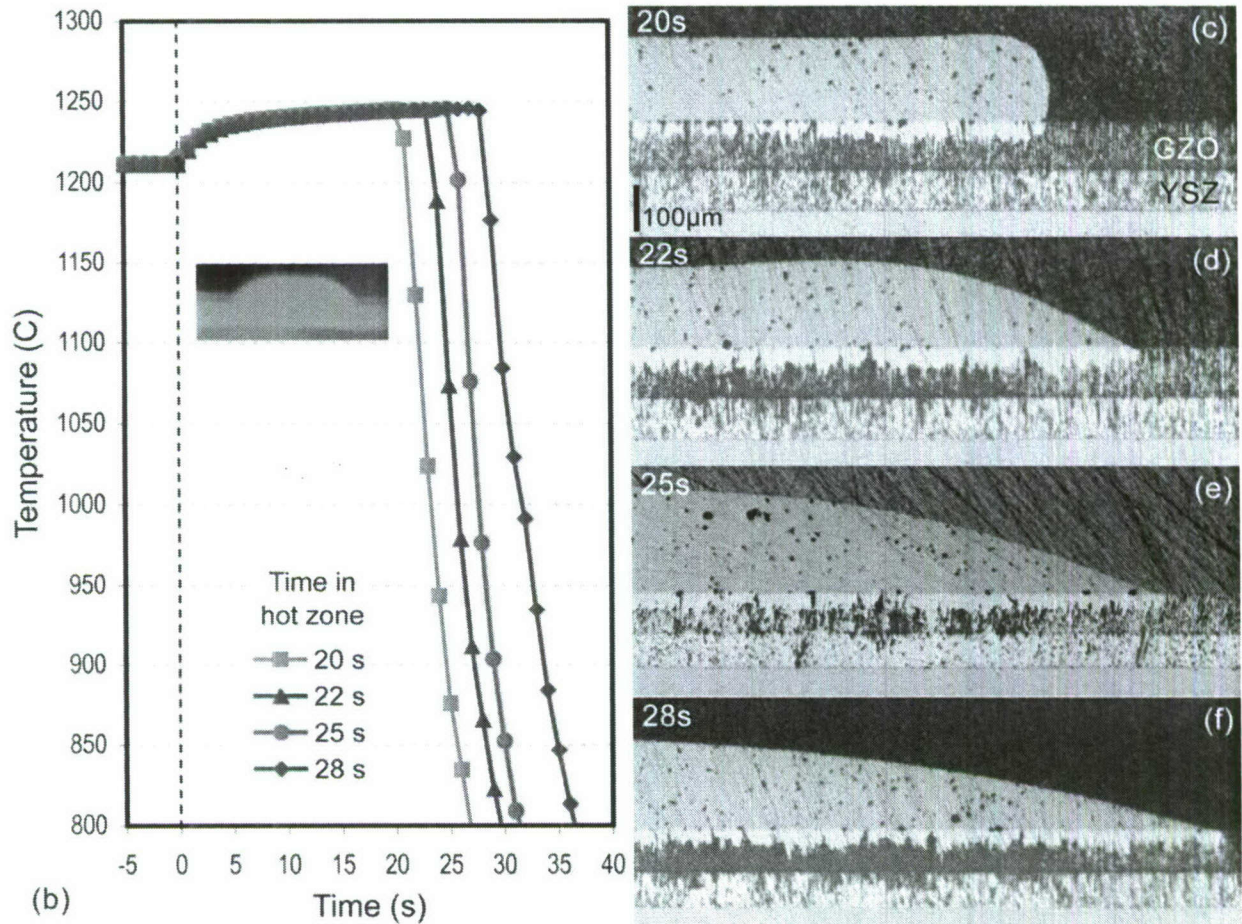 1300
1250
1200
1150
1100
1050
1000
950
900
850
800
Temperature (C)
Time in
hot zone
20 s
22 s
25 s
28 s
-5 0 5 10 15 20 25 30 35 40
(b) Time (s)
20s (c)
GZO
YSZ
100µm
22s (d)
25s (e)
28s (f)